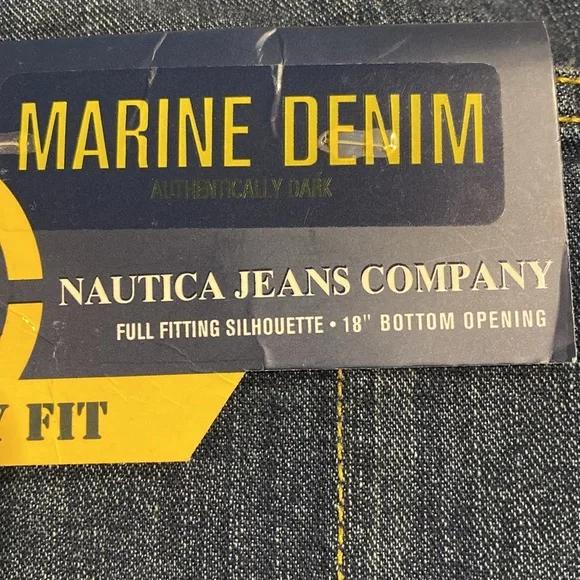 MARINE DENIM
AUTHENTICALLY DARK
NAUTICA JEANS COMPANY
FULL FITTING SILHOUETTE • 18" BOTTOM OPENING
Y FIT